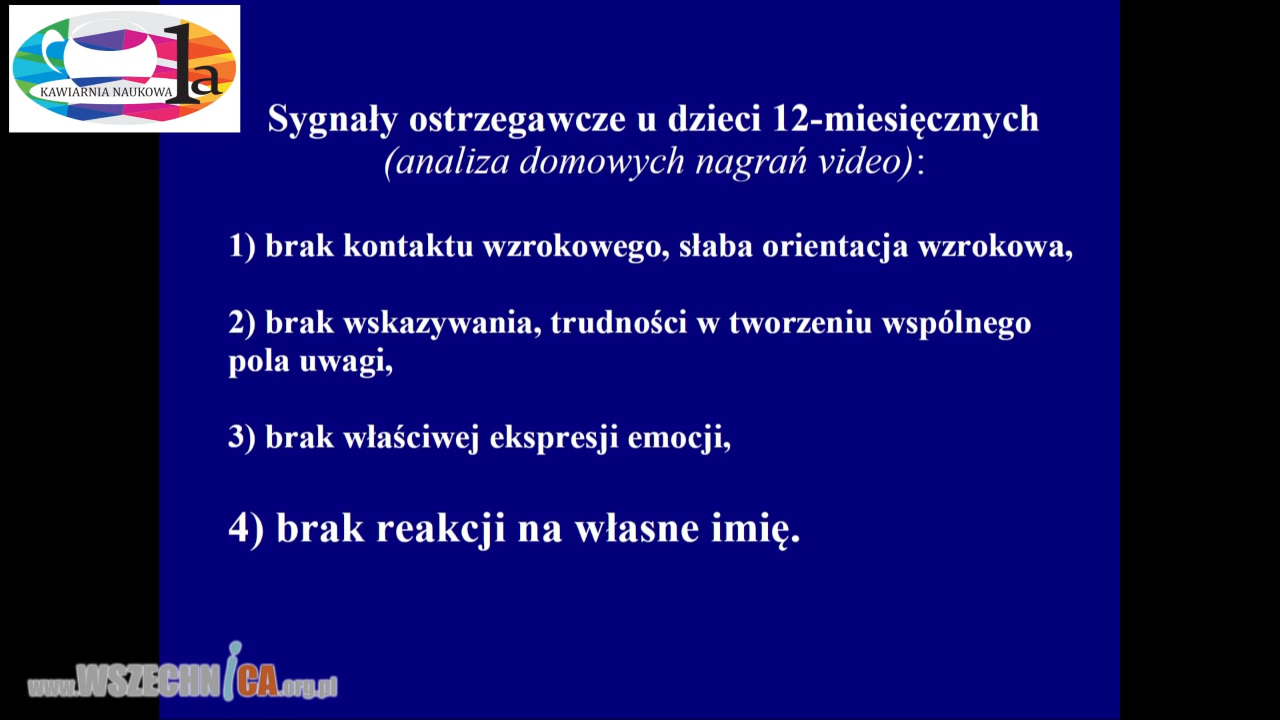 1a
KAWIARNIA NAUKOWA
Sygnały ostrzegawcze u dzieci 12-miesięcznych
(analiza domowych nagrań video):
1) brak kontaktu wzrokowego, słaba orientacja wzrokowa,
2) brak wskazywania, trudności w tworzeniu wspólnego
pola uwagi,
3) brak właściwej ekspresji emocji,
4) brak reakcji na własne imię.
www.WSZECHNiCA.org.pl